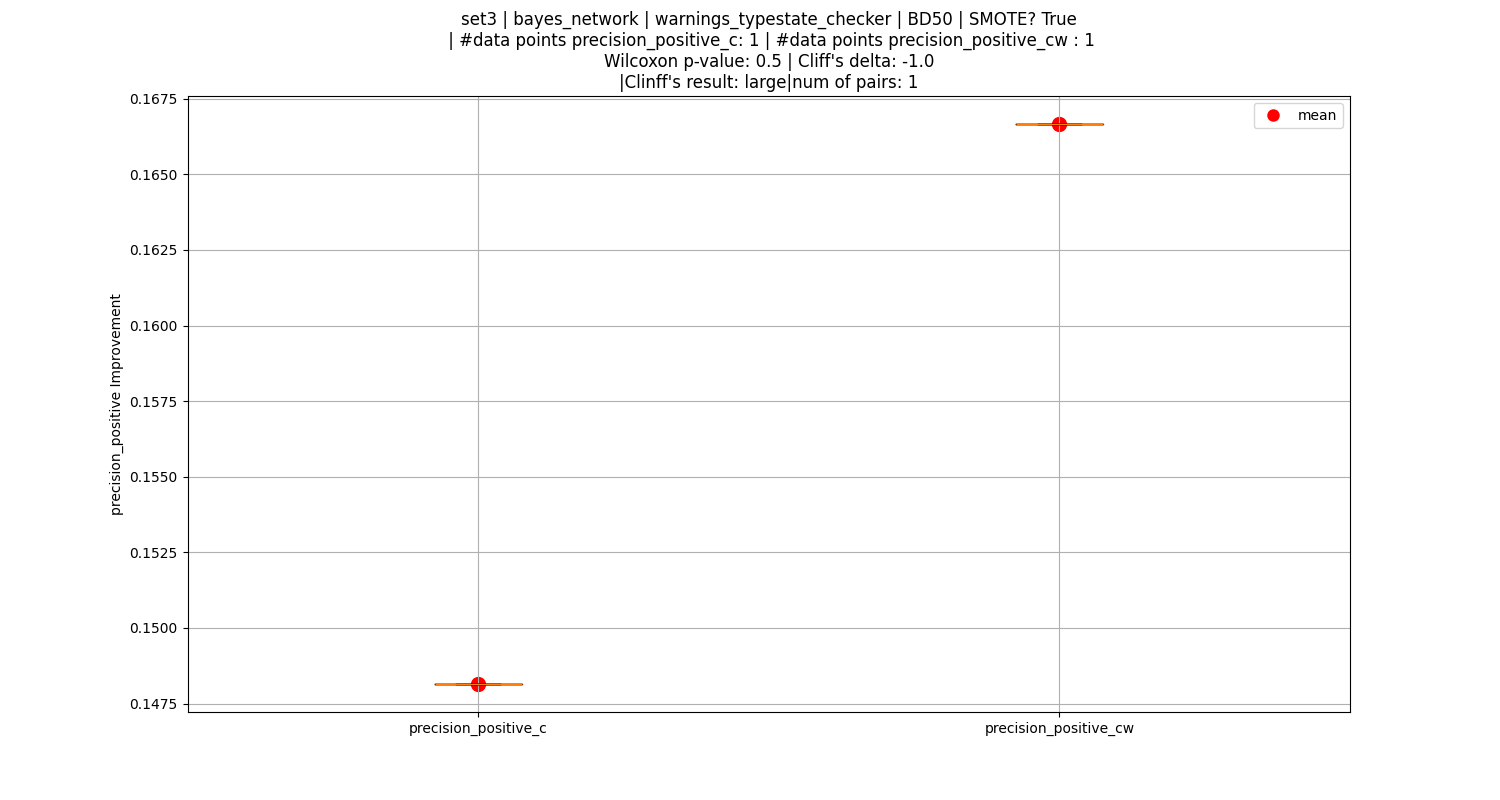 set3 | bayes_network | warnings_typestate_checker | BD50 | SMOTE? True
| #data points precision_positive_c: 1 | #data points precision_positive_cw : 1
Wilcoxon p-value: 0.5 | Cliff's delta: -1.0
|Clinff's result: large|num of pairs: 1
mean
precision_positive Improvement
0.1675
0.1650
0.1625
0.1600
0.1575
0.1550
0.1525
0.1500
0.1475
precision_positive_c
precision_positive_cw